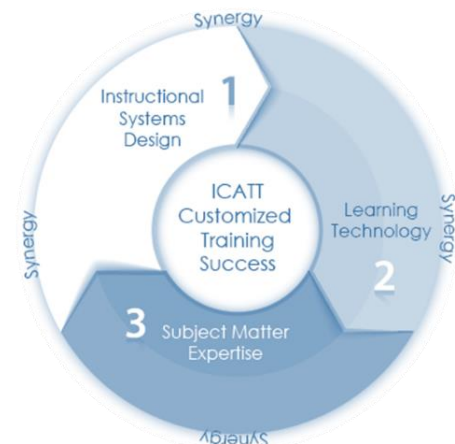 Synergy
1
Instructional
Systems
Design
ICATT
Customized
Training
Success
Learning
Technology
2
Synergy
Synergy
3
Subject Matter
Expertise
Synergy